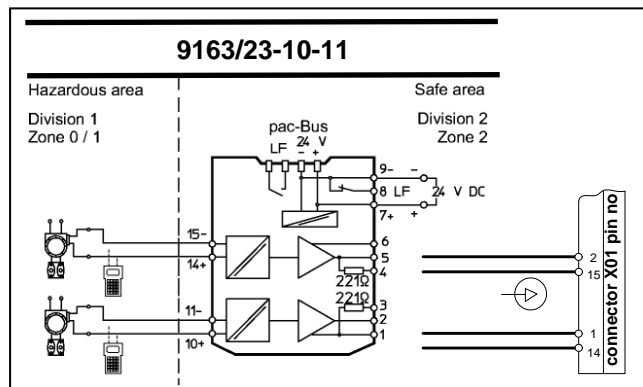 9163/23-10-11
Hazardous area
Safe area
Division 1
Zone 0 / 1
Division 2
Zone 2
pac-Bus
LF 24 V
- +
9- -
8 LF 24 V DC
7+ +
15-
14+
6
5
4
221Ω
221Ω
11-
10+
3
2
1
2
15
1
14
connector X01 pin no